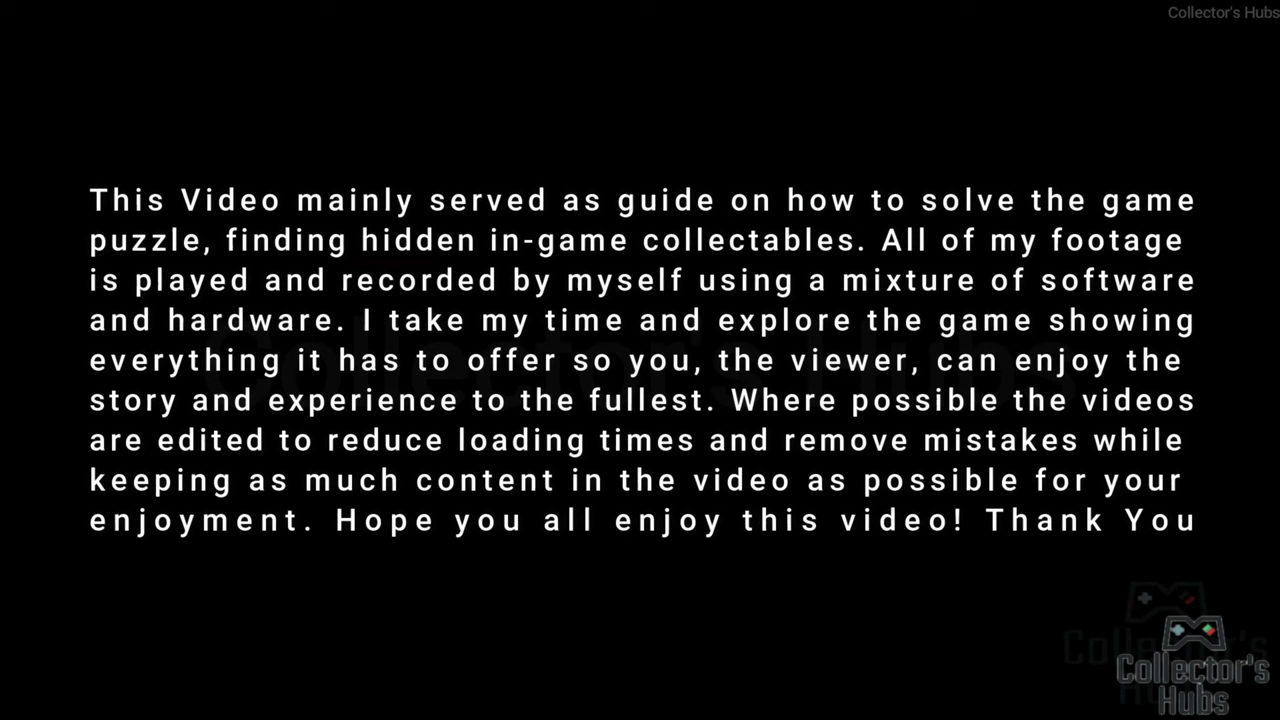 Collector's Hubs
This Video mainly served as guide on how to solve the game
puzzle, finding hidden in-game collectables. All of my footage
is played and recorded by myself using a mixture of software
and hardware. I take my time and explore the game showing
everything it has to offer so you, the viewer, can enjoy the
story and experience to the fullest. Where possible the videos
are edited to reduce loading times and remove mistakes while
keeping as much content in the video as possible for your
enjoyment. Hope you all enjoy this video! Thank You
Collector's Hubs
Collector's
Hubs
Collector's
Hubs